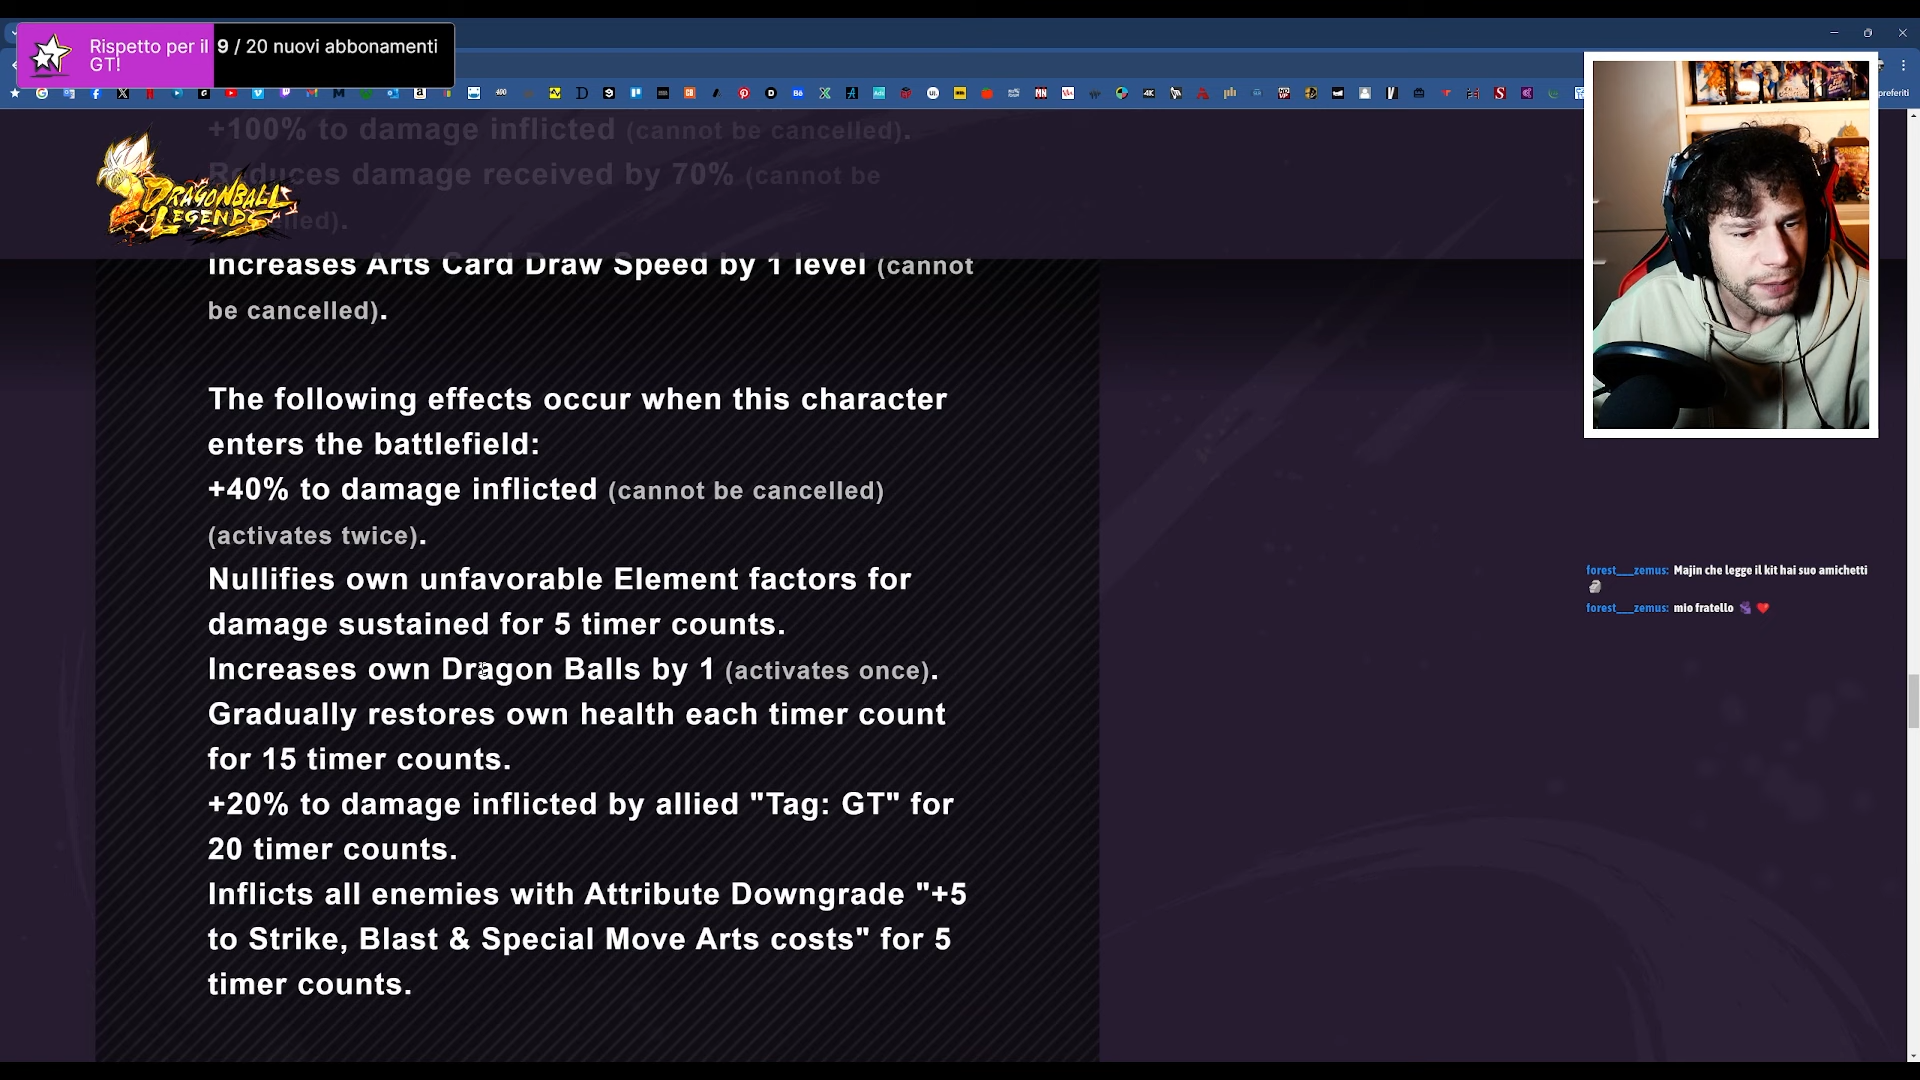 Rispetto per il
GT!
9 / 20 nuovi abbonamenti
preferiti
+100% to damage inflicted (cannot be cancelled).
Reduces damage received by 70% (cannot be
DRAGONBALL
LEGENDS
Increases Arts Card Draw Speed by 1 level (cannot
be cancelled).
The following effects occur when this character
enters the battlefield:
+40% to damage inflicted (cannot be cancelled)
(activates twice).
Nullifies own unfavorable Element factors for
damage sustained for 5 timer counts.
Increases own Dragon Balls by 1 (activates once).
Gradually restores own health each timer count
for 15 timer counts.
+20% to damage inflicted by allied "Tag: GT" for
20 timer counts.
Inflicts all enemies with Attribute Downgrade "+5
to Strike, Blast & Special Move Arts costs" for 5
timer counts.
forest___zemus: Majin che legge il kit hai suo amichetti
forest___zemus: mio fratello